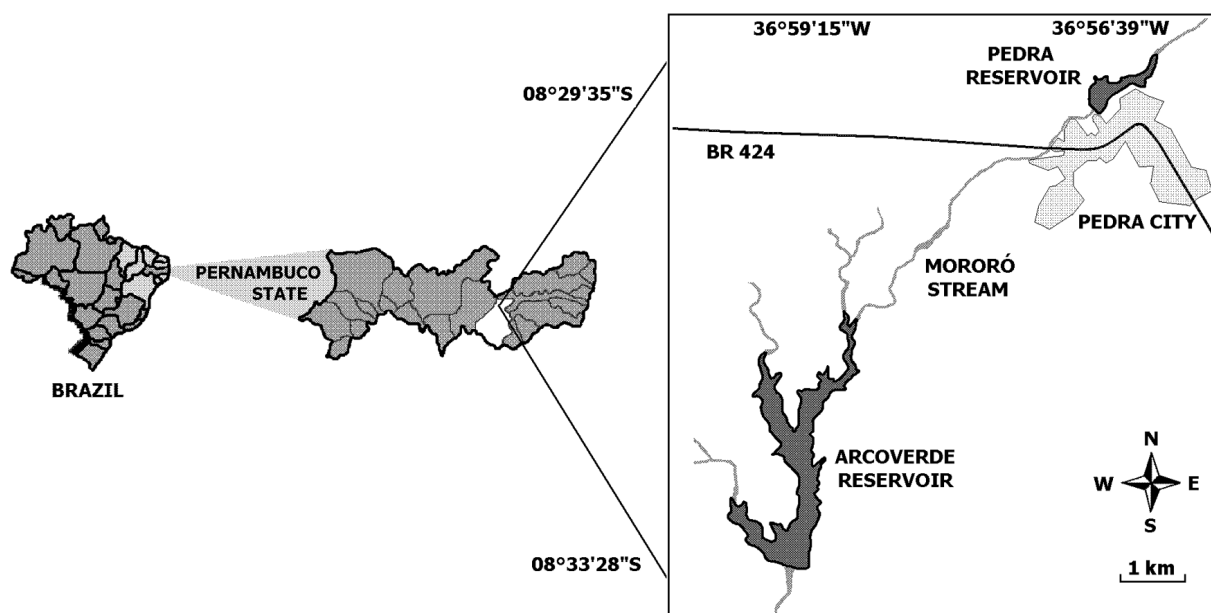 36°59'15"W
36°56'39"W
PEDRA
RESERVOIR
08°29'35"S
BR 424
PEDRA CITY
PERNAMBUCO
STATE
MORORÓ
STREAM
BRAZIL
ARCOVERDE
RESERVOIR
N
W
E
S
08°33'28"S
1 km